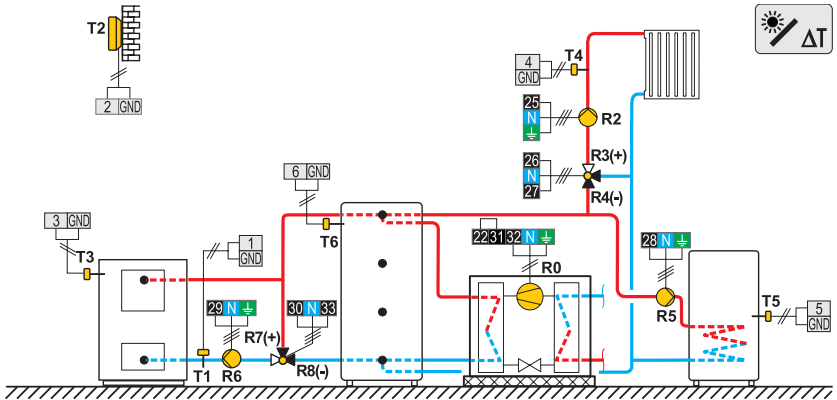 T2
2 GND
ΔT
4
GND
T4
25
N
R2
26
N
27
R3(+)
R4(-)
6 GND
T6
3 GND
T3
1
GND
22 31 32 N
R0
28 N
R5
T5
5
GND
29 N
R7(+)
30 N 33
T1
R6
R8(-)